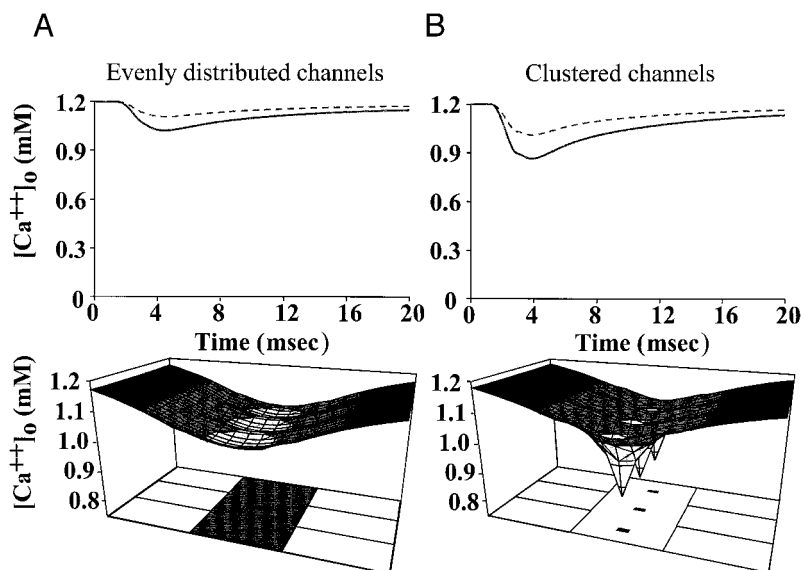 A
Evenly distributed channels
1.2
0.9
0.6
0.3
0
[Ca++]o (mM)
0 4 8 12 16 20
Time (msec)
B
Clustered channels
1.2
0.9
0.6
0.3
0
0 4 8 12 16 20
Time (msec)
[Ca++]o (mM)
1.2
1.1
1.0
0.9
0.8
1.2
1.1
1.0
0.9
0.8